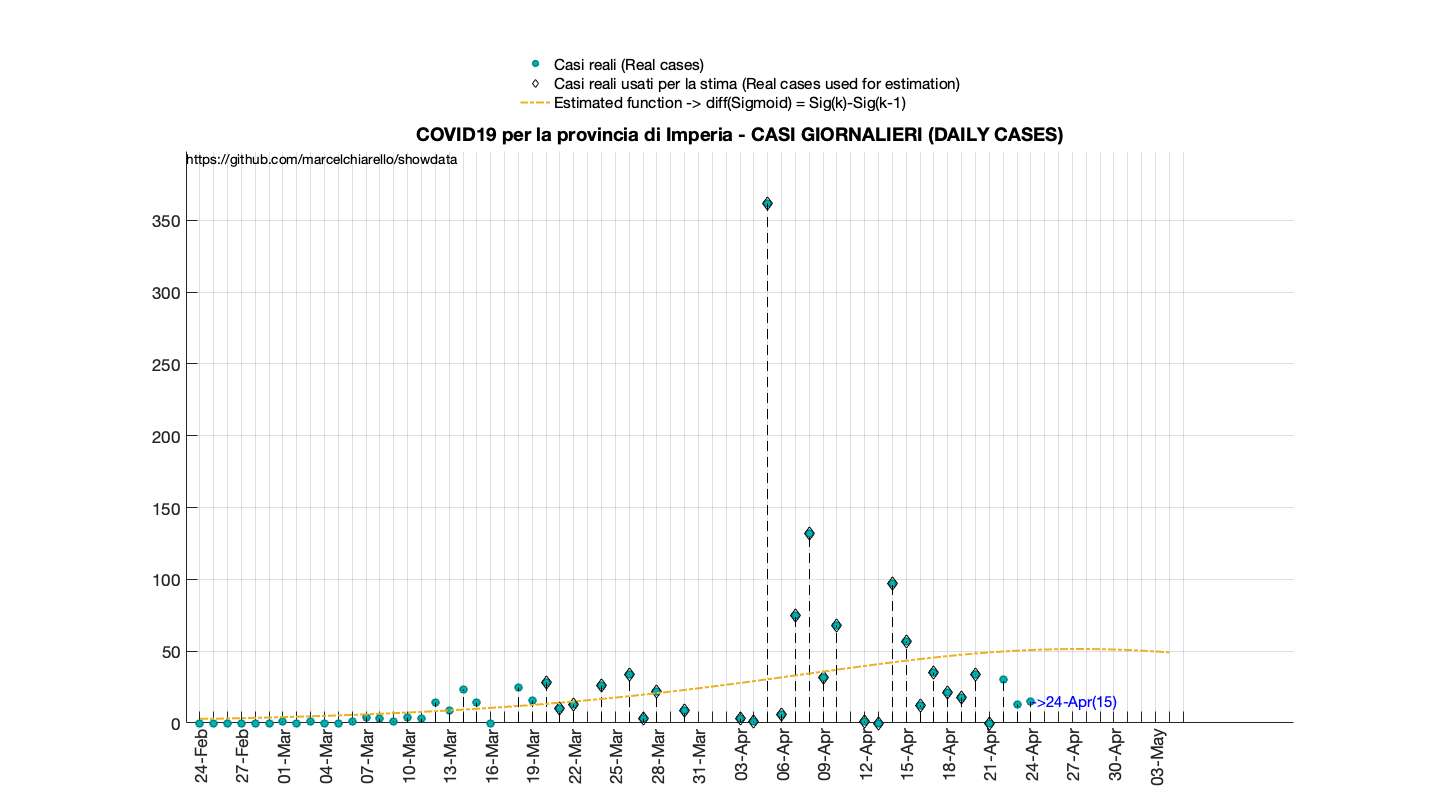 Casi reali (Real cases)
Casi reali usati per la stima (Real cases used for estimation)
Estimated function -> diff(Sigmoid) = Sig(k)-Sig(k-1)
COVID19 per la provincia di Imperia - CASI GIORNALIERI (DAILY CASES)
https://github.com/marcelchiarello/showdata
350
300
250
200
150
100
50
0
->24-Apr(15)
24-Feb
27-Feb
01-Mar
04-Mar
07-Mar
10-Mar
13-Mar
16-Mar
19-Mar
22-Mar
25-Mar
28-Mar
31-Mar
03-Apr
06-Apr
09-Apr
12-Apr
15-Apr
18-Apr
21-Apr
24-Apr
27-Apr
30-Apr
03-May